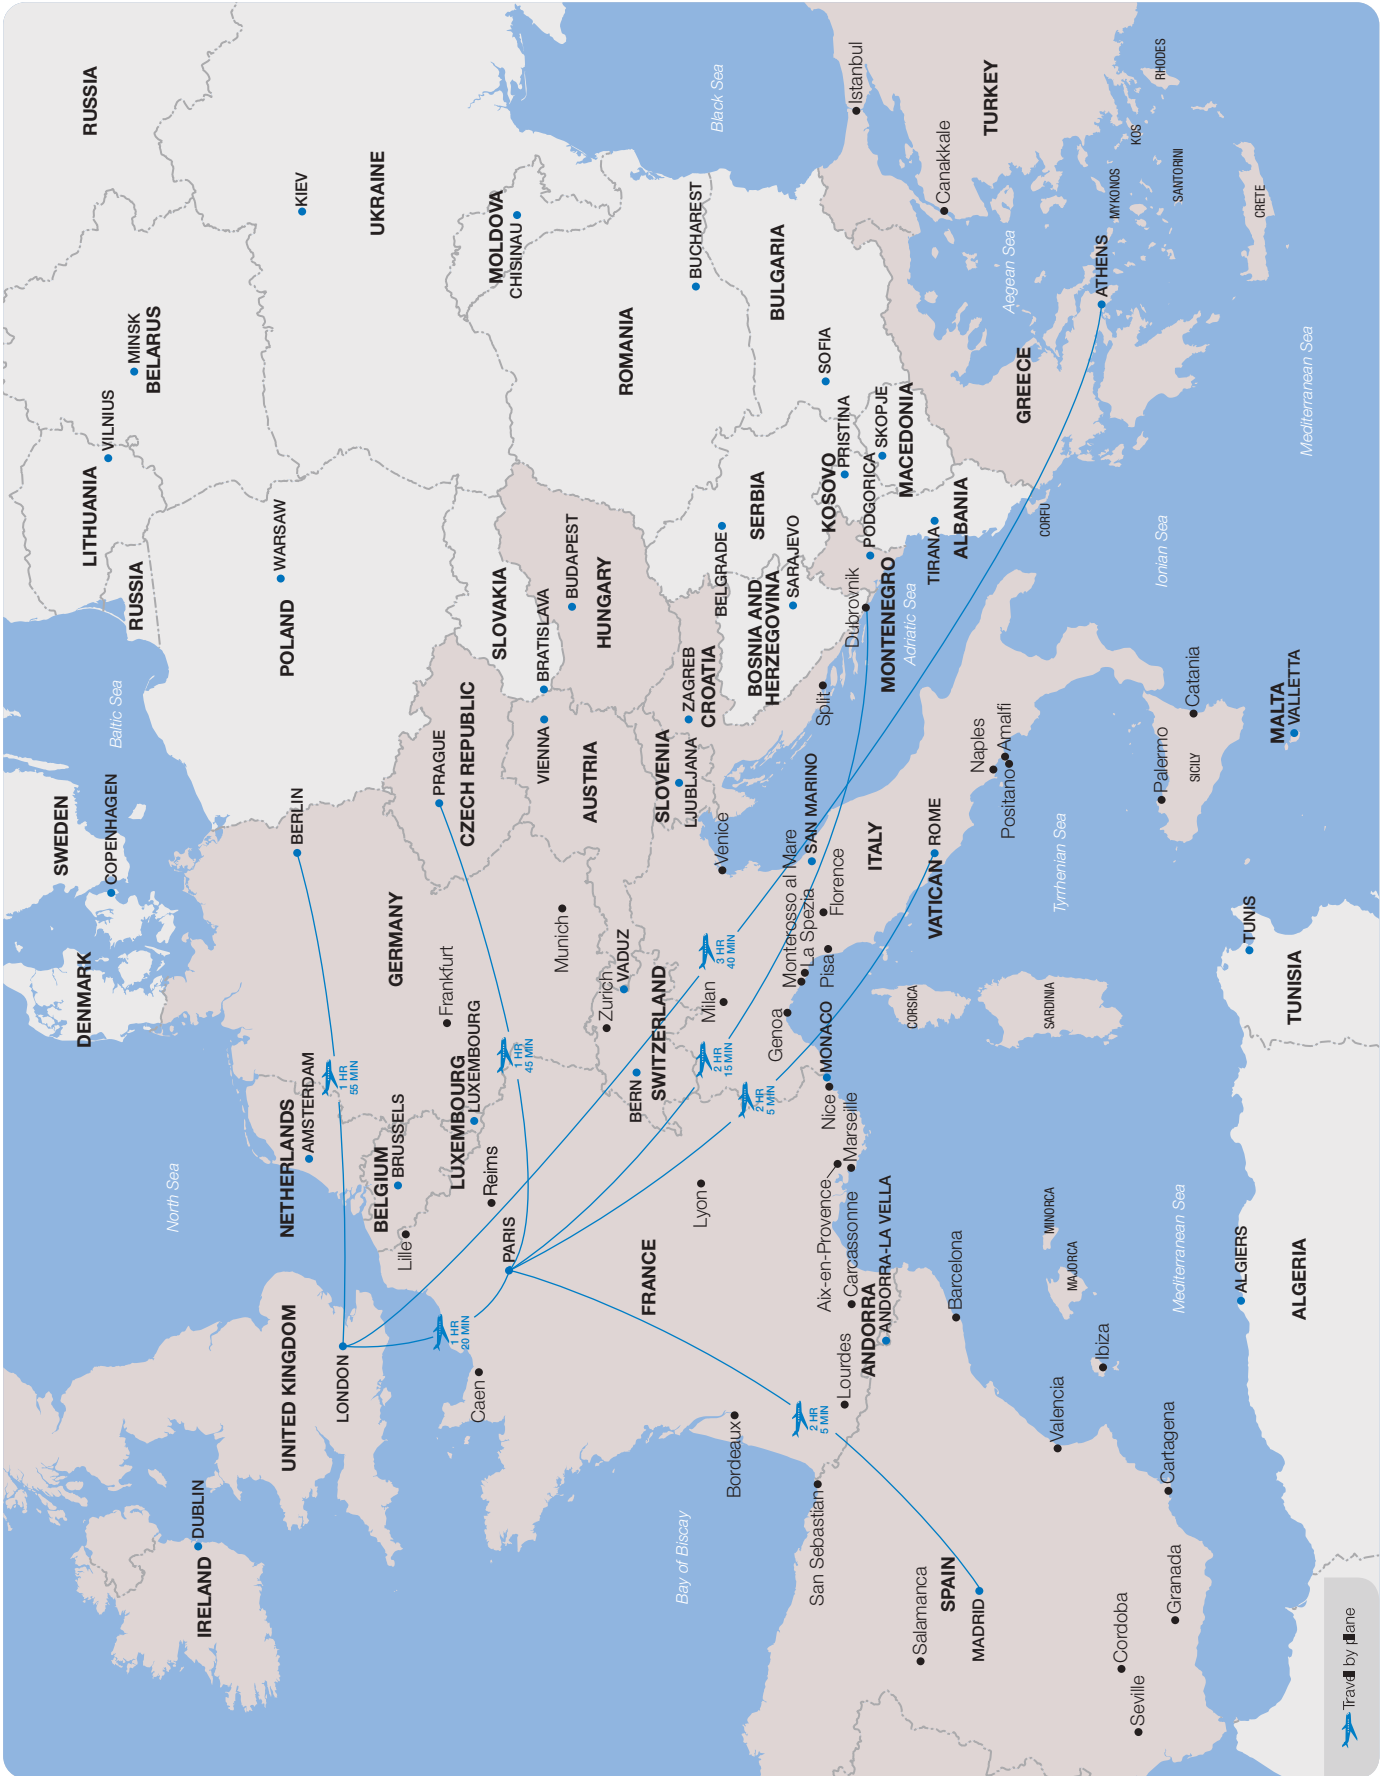 RUSSIA
KIEV
UKRAINE
MOLDOVA
CHISINAU
BUCHAREST
Black Sea
Istanbul
Canakkale
TURKEY
RHODES
KOS
MYKONOS
SANTORINI
CRETE
MINSK
BELARUS
VILNIUS
LITHUANIA
RUSSIA
ROMANIA
BULGARIA
SOFIA
Aegean Sea
ATHENS
GREECE
Mediterranean Sea
WARSAW
POLAND
SLOVAKIA
BRATISLAVA
BUDAPEST
HUNGARY
BELGRADE
SERBIA
KOSOVO
PRISTINA
SKOPJE
MACEDONIA
PODGORICA
MONTENEGRO
TIRANA
ALBANIA
CORFU
Ionian Sea
BOSNIA AND
HERZEGOVINA
SARAJEVO
Dubrovnik
Split
Adriatic Sea
Baltic Sea
SWEDEN
COPENHAGEN
DENMARK
BERLIN
GERMANY
PRAGUE
CZECH REPUBLIC
VIENNA
AUSTRIA
SLOVENIA
LJUBLJANA
ZAGREB
CROATIA
Venice
SAN MARINO
Florence
ITALY
VATICAN
ROME
Naples
Amalfi
Positano
Palermo
SICILY
Catania
MALTA
VALLETTA
Tyrrhenian Sea
TUNIS
TUNISIA
Munich
Frankfurt
LUXEMBOURG
LUXEMBOURG
Zurich
VADUZ
SWITZERLAND
BERN
Milan
Genoa
Monterosso al Mare
La Spezia
Pisa
MONACO
Nice
CORSICA
SARDINIA
3 HR
40 MIN
2 HR
15 MIN
2 HR
5 MIN
1 HR
45 MIN
1 HR
55 MIN
North Sea
NETHERLANDS
AMSTERDAM
BELGIUM
BRUSSELS
Lille
Reims
PARIS
FRANCE
Lyon
Marseille
Aix-en-Provence
Carcassonne
ANDORRA
ANDORRA-LA VELLA
Lourdes
Barcelona
MINORCA
MAJORCA
Ibiza
Mediterranean Sea
ALGIERS
ALGERIA
UNITED KINGDOM
LONDON
1 HR
20 MIN
Caen
Bordeaux
2 HR
5 MIN
San Sebastian
Bay of Biscay
IRELAND
DUBLIN
Salamanca
SPAIN
MADRID
Valencia
Cartagena
Granada
Cordoba
Seville
Travel by plane